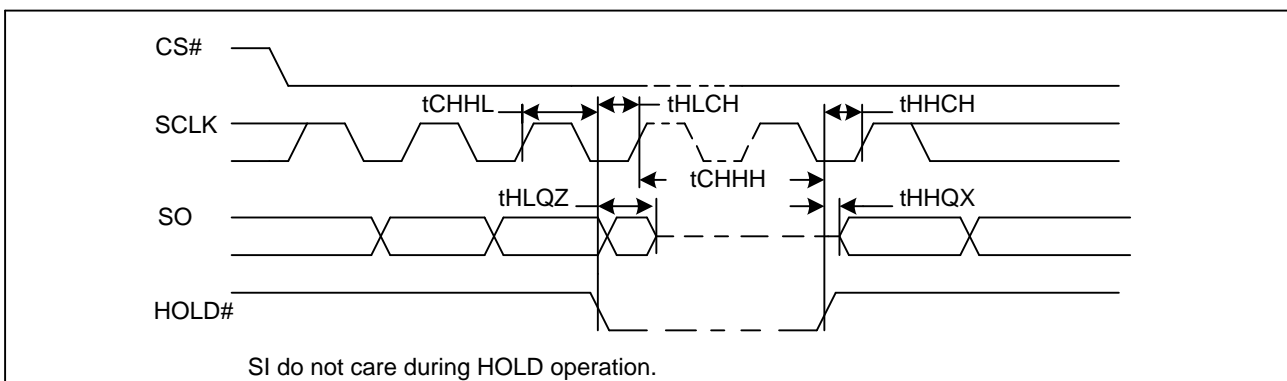 CS#
tCHHL
tHLCH
tHHCH
SCLK
tCHHH
tHLQZ
tHHQX
SO
HOLD#
SI do not care during HOLD operation.